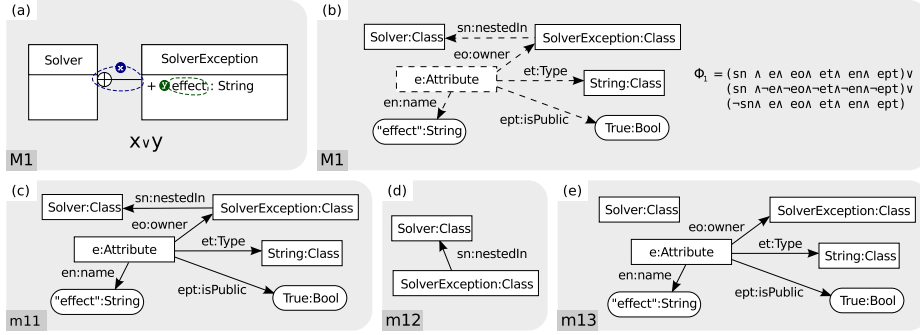 (a)
Solver
SolverException
x
+ y effect : String
x∨y
M1
(b)
sn:nestedIn
Solver:Class
SolverException:Class
eo:owner
e:Attribute
et:Type
String:Class
en:name
ept:isPublic
"effect":String
True:Bool
Φ1 = (sn ∧ e∧ eo∧ et∧ en∧ ept)∨
(sn ∧¬e∧¬eo∧¬et∧¬en∧¬ept)∨
(¬sn∧ e∧ eo∧ et∧ en∧ ept)
M1
(c)
sn:nestedIn
Solver:Class
SolverException:Class
eo:owner
e:Attribute
et:Type
String:Class
en:name
ept:isPublic
"effect":String
True:Bool
m11
(d)
Solver:Class
sn:nestedIn
SolverException:Class
m12
(e)
Solver:Class
SolverException:Class
eo:owner
e:Attribute
et:Type
String:Class
en:name
ept:isPublic
"effect":String
True:Bool
m13